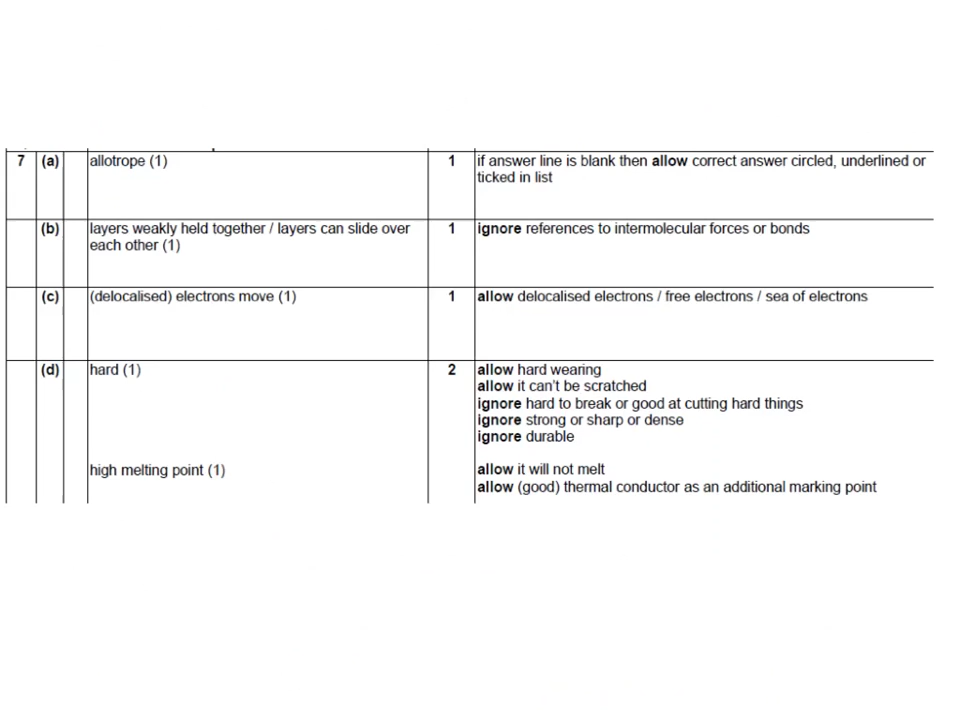 7 (a) allotrope (1) 1 if answer line is blank then allow correct answer circled, underlined or
ticked in list
(b) layers weakly held together / layers can slide over 1 ignore references to intermolecular forces or bonds
each other (1)
(c) (delocalised) electrons move (1) 1 allow delocalised electrons / free electrons / sea of electrons
(d) hard (1) 2 allow hard wearing
allow it can't be scratched
ignore hard to break or good at cutting hard things
ignore strong or sharp or dense
ignore durable
high melting point (1) allow it will not melt
allow (good) thermal conductor as an additional marking point